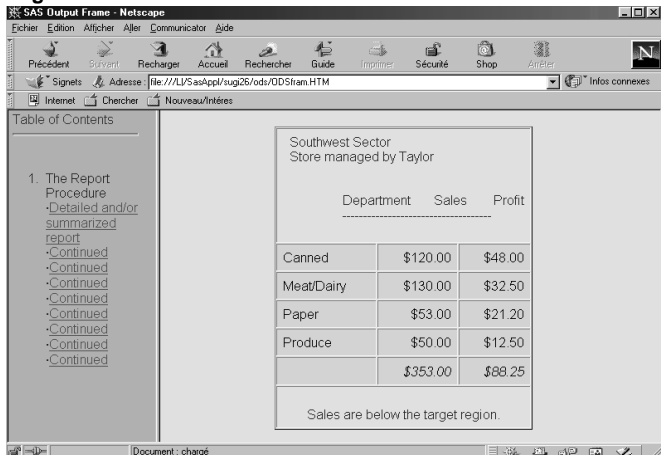 SAS Output Frame - Netscape
Fichier Edition Afficher Aller Communicator Aide
Précédent Suivant Recharger Accueil Rechercher Guide Imprimer Sécurité Shop Arrêter
N
Signets Adresse : file:///L|/SasAppl/sugi26/ods/ODSfram.HTM Infos connexes
Internet Chercher Nouveau/Intéres
Table of Contents
1. The Report
Procedure
·Detailed and/or
summarized
report
·Continued
·Continued
·Continued
·Continued
·Continued
·Continued
·Continued
·Continued
Southwest Sector
Store managed by Taylor
Department Sales Profit
------------------------------------
Canned $120.00 $48.00
Meat/Dairy $130.00 $32.50
Paper $53.00 $21.20
Produce $50.00 $12.50
$353.00 $88.25
Sales are below the target region.
Document : chargé